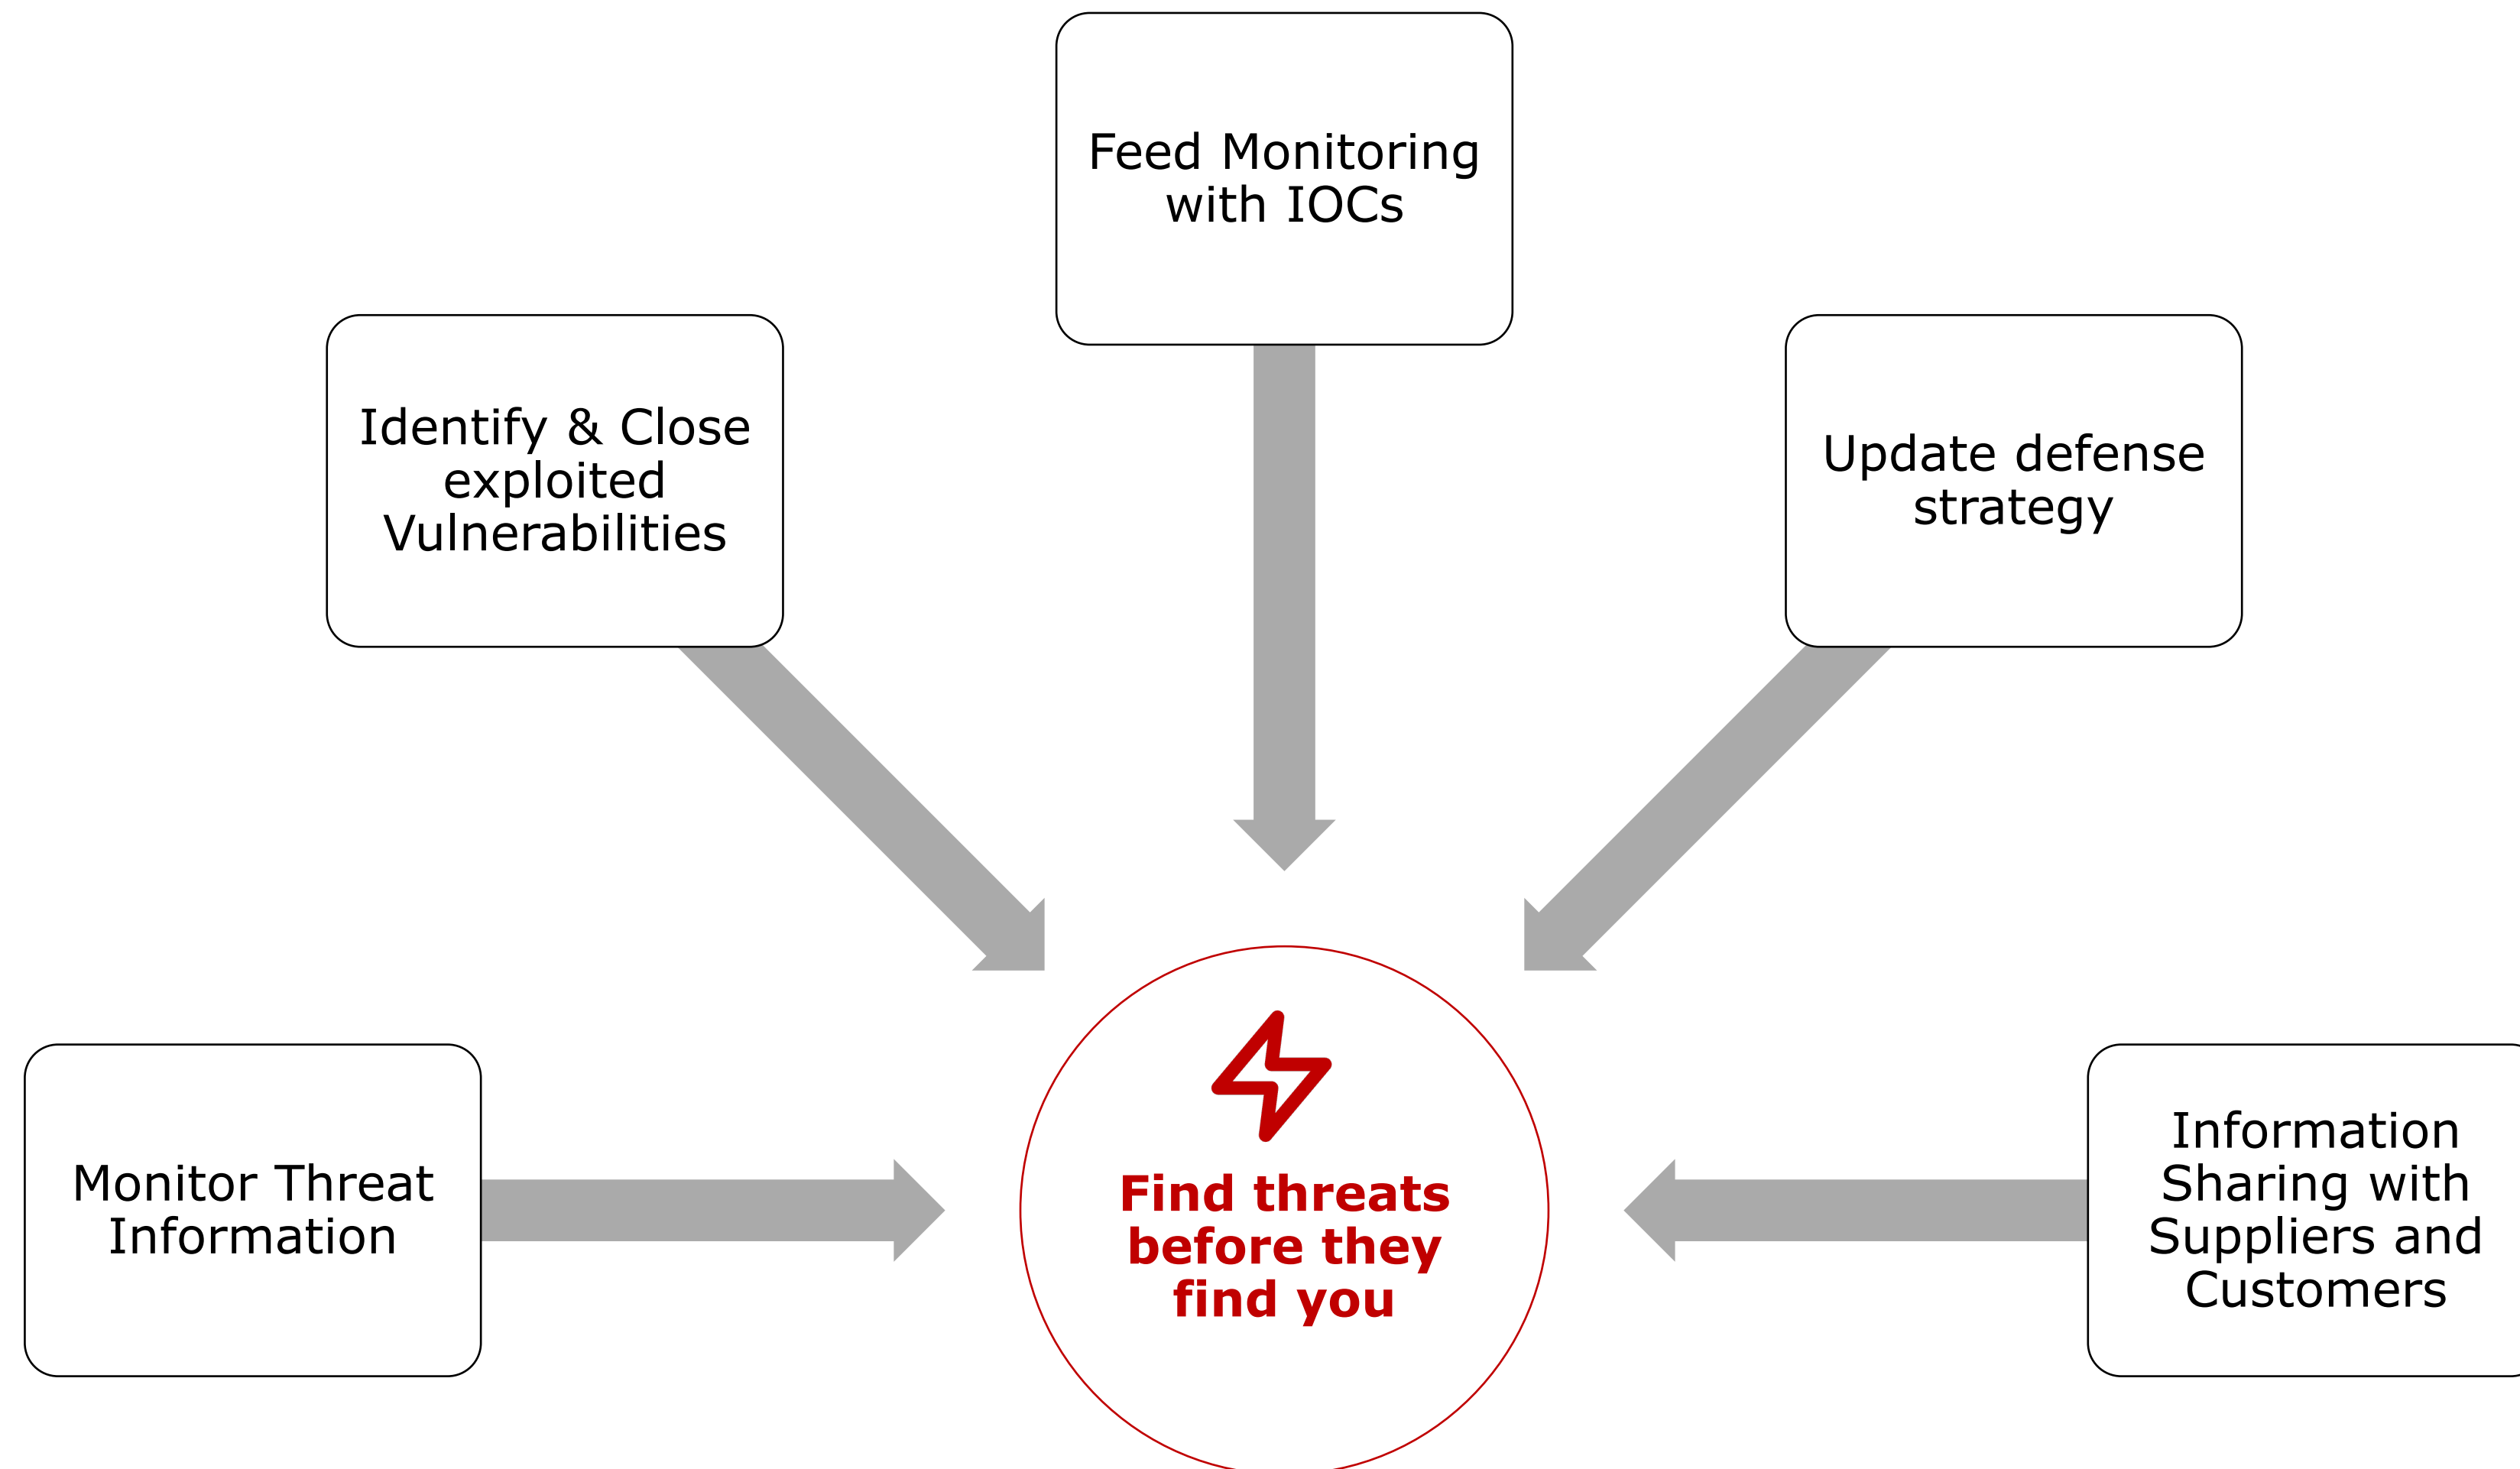 Feed Monitoring
with IOCs
Identify & Close
exploited
Vulnerabilities
Update defense
strategy
Monitor Threat
Information
Find threats
before they
find you
Information
Sharing with
Suppliers and
Customers